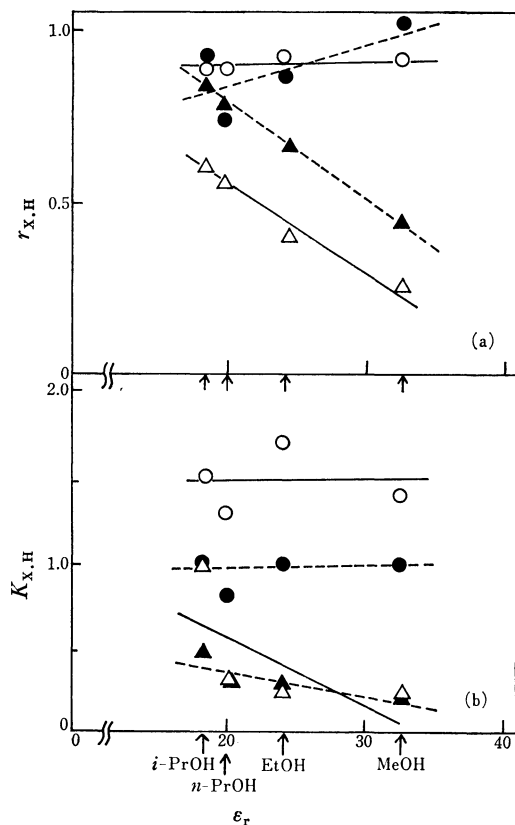 1.0
0.5
0
r_X,H
(a)
2.0
1.0
0
K_X,H
(b)
0
20
30
40
i-PrOH
n-PrOH
EtOH
MeOH
ε_r